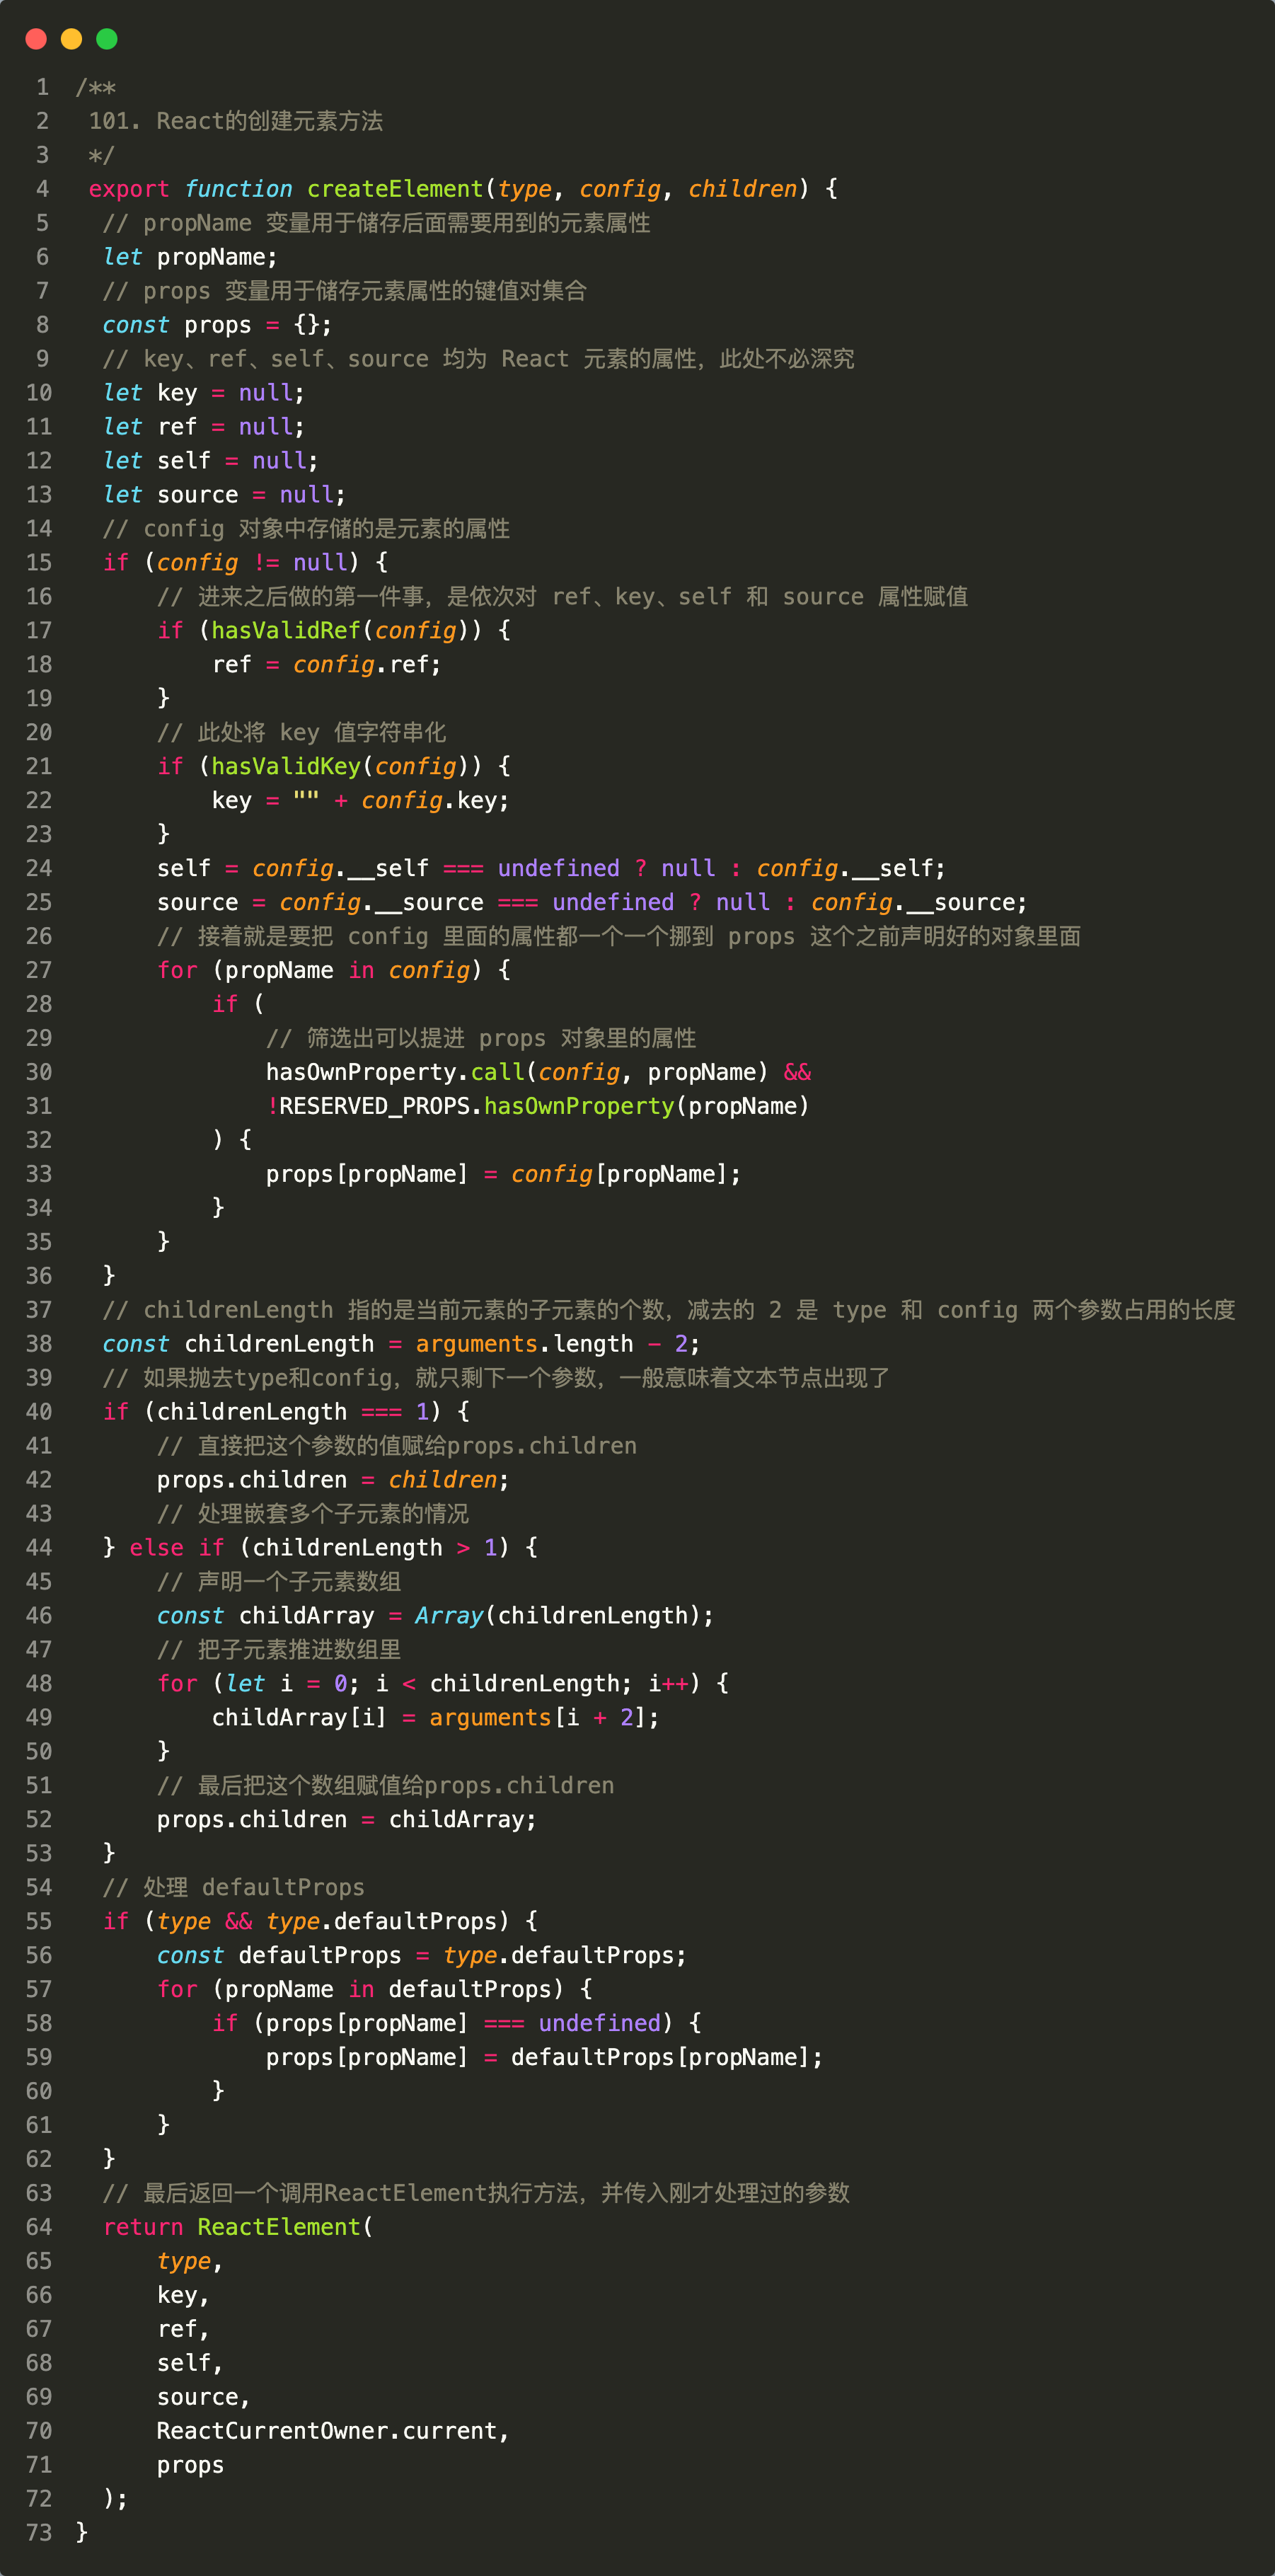 1 /**
2  101. React的创建元素方法
3  */
4  export function createElement(type, config, children) {
5   // propName 变量用于储存后面需要用到的元素属性
6   let propName;
7   // props 变量用于储存元素属性的键值对集合
8   const props = {};
9   // key、ref、self、source 均为 React 元素的属性，此处不必深究
10   let key = null;
11   let ref = null;
12   let self = null;
13   let source = null;
14   // config 对象中存储的是元素的属性
15   if (config != null) {
16       // 进来之后做的第一件事，是依次对 ref、key、self 和 source 属性赋值
17       if (hasValidRef(config)) {
18           ref = config.ref;
19       }
20       // 此处将 key 值字符串化
21       if (hasValidKey(config)) {
22           key = "" + config.key;
23       }
24       self = config.__self === undefined ? null : config.__self;
25       source = config.__source === undefined ? null : config.__source;
26       // 接着就是要把 config 里面的属性都一个一个挪到 props 这个之前声明好的对象里面
27       for (propName in config) {
28           if (
29               // 筛选出可以提进 props 对象里的属性
30               hasOwnProperty.call(config, propName) &&
31               !RESERVED_PROPS.hasOwnProperty(propName)
32           ) {
33               props[propName] = config[propName];
34           }
35       }
36   }
37   // childrenLength 指的是当前元素的子元素的个数，减去的 2 是 type 和 config 两个参数占用的长度
38   const childrenLength = arguments.length - 2;
39   // 如果抛去type和config，就只剩下一个参数，一般意味着文本节点出现了
40   if (childrenLength === 1) {
41       // 直接把这个参数的值赋给props.children
42       props.children = children;
43       // 处理嵌套多个子元素的情况
44   } else if (childrenLength > 1) {
45       // 声明一个子元素数组
46       const childArray = Array(childrenLength);
47       // 把子元素推进数组里
48       for (let i = 0; i < childrenLength; i++) {
49           childArray[i] = arguments[i + 2];
50       }
51       // 最后把这个数组赋值给props.children
52       props.children = childArray;
53   }
54   // 处理 defaultProps
55   if (type && type.defaultProps) {
56       const defaultProps = type.defaultProps;
57       for (propName in defaultProps) {
58           if (props[propName] === undefined) {
59               props[propName] = defaultProps[propName];
60           }
61       }
62   }
63   // 最后返回一个调用ReactElement执行方法，并传入刚才处理过的参数
64   return ReactElement(
65       type,
66       key,
67       ref,
68       self,
69       source,
70       ReactCurrentOwner.current,
71       props
72   );
73 }